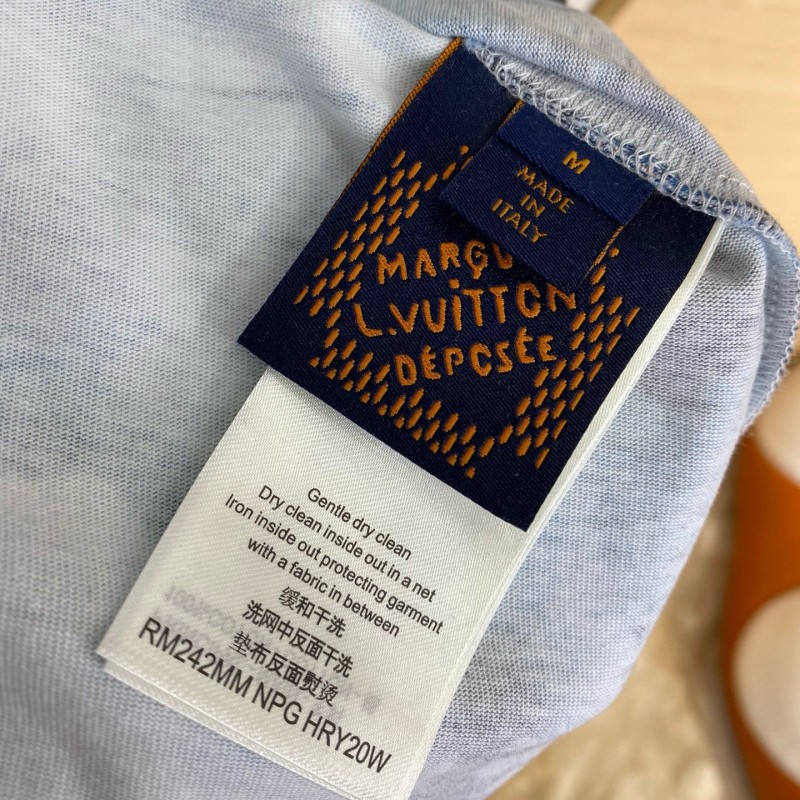 M
MADE
IN
ITALY
L.VUITTON
DÉPOSÉE
Gentle dry clean
Dry clean inside out in a net
Iron inside out protecting garment
with a fabric in between
缓和干洗
洗网中反面干洗
垫布反面熨烫
RM242MM NPG HRY20W